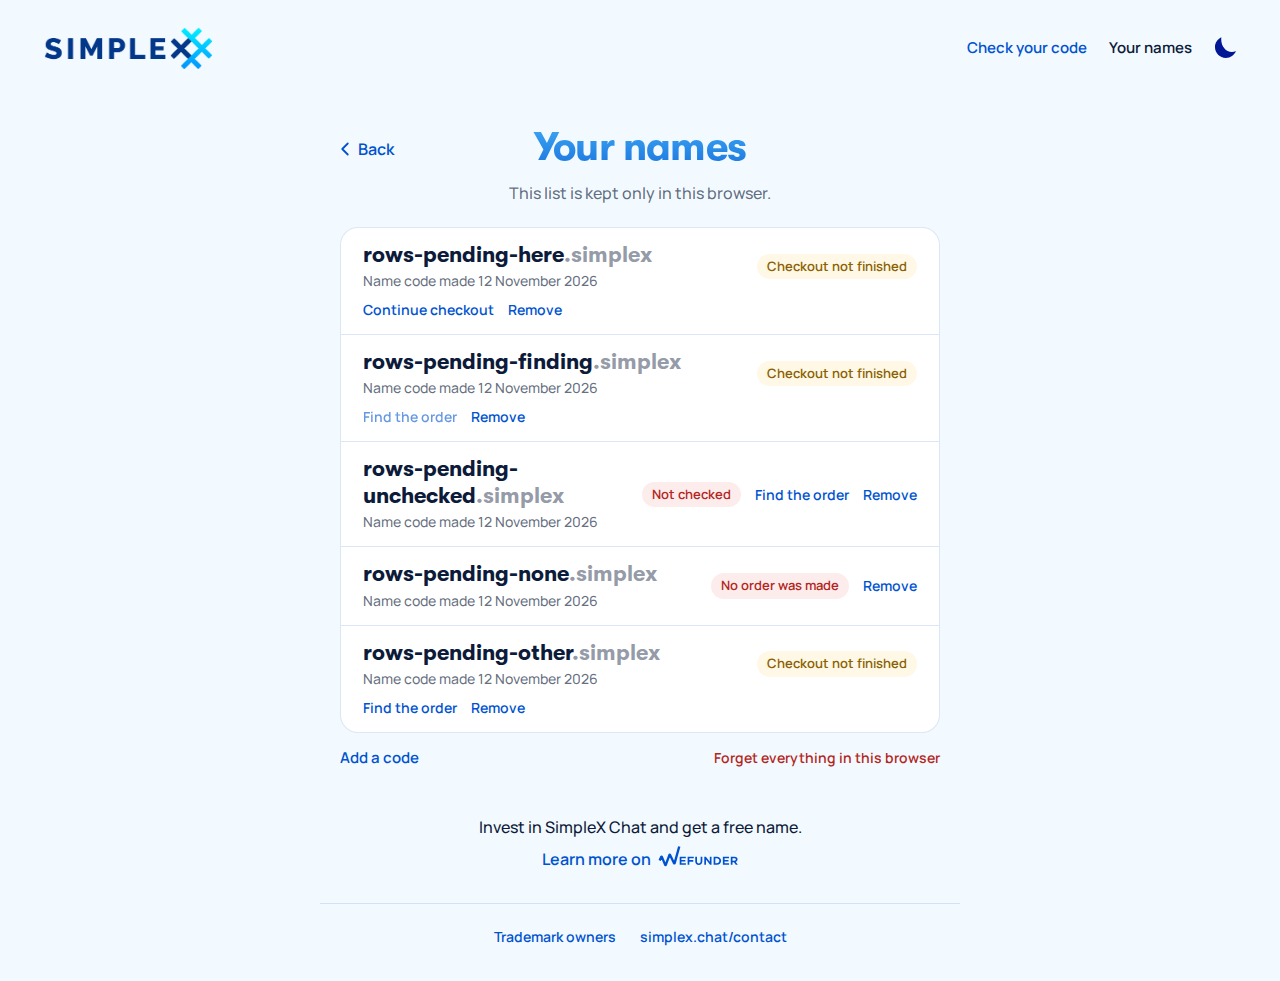 SIMPLEX
Check your code
Your names
Back
Your names
This list is kept only in this browser.
rows-pending-here.simplex
Checkout not finished
Name code made 12 November 2026
Continue checkout Remove
rows-pending-finding.simplex
Checkout not finished
Name code made 12 November 2026
Find the order Remove
rows-pending-
unchecked.simplex
Not checked Find the order Remove
Name code made 12 November 2026
rows-pending-none.simplex
No order was made Remove
Name code made 12 November 2026
rows-pending-other.simplex
Checkout not finished
Name code made 12 November 2026
Find the order Remove
Add a code
Forget everything in this browser
Invest in SimpleX Chat and get a free name.
Learn more on WEFUNDER
Trademark owners simplex.chat/contact